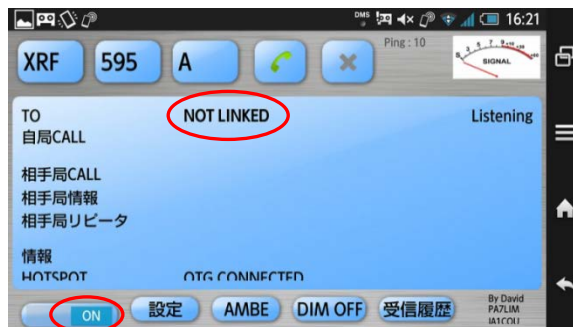 DMS 16:21
XRF 595 A Ping : 10
SIGNAL
TO NOT LINKED Listening
自局CALL
相手局CALL
相手局情報
相手局リピータ
情報
HOTSPOT OTG CONNECTED
ON 設定 AMBE DIM OFF 受信履歴 By David
PA7LIM
JA1COU